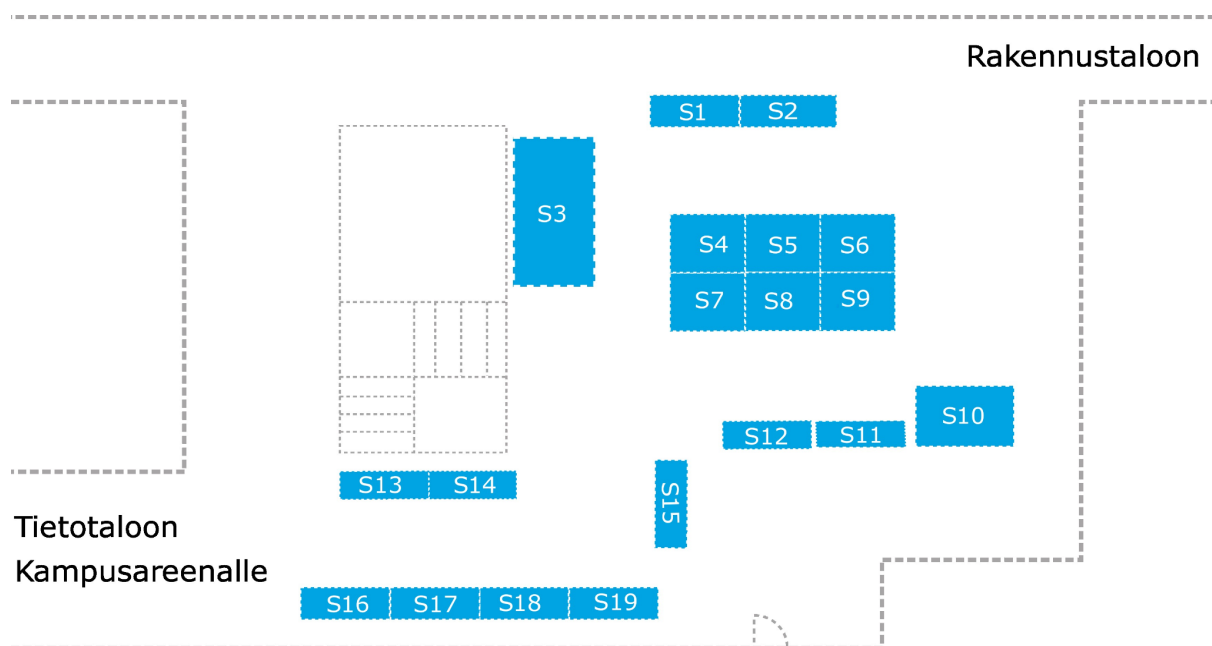 Rakennustaloon
S1 S2
S3
S4 S5 S6
S7 S8 S9
S10
S12 S11
S13 S14
S15
Tietotaloon
Kampusareenalle
S16 S17 S18 S19